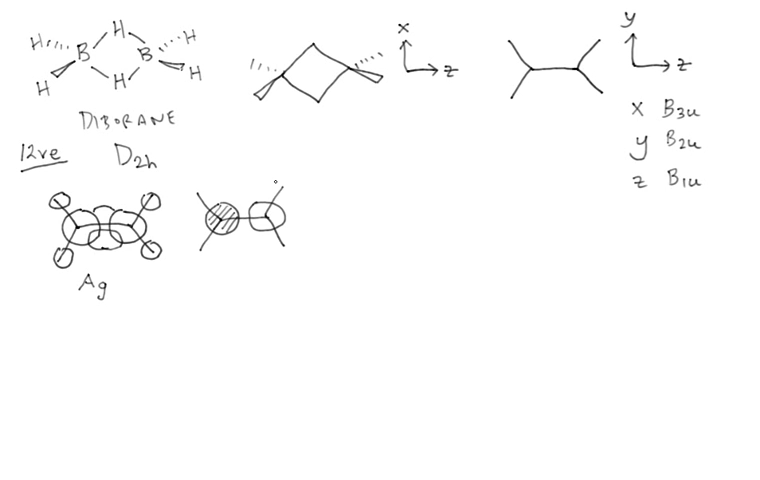 H
H B B H
H H H
DIBORANE
12ve D2h
x
z
y
z
x B3u
y B2u
z B1u
Ag